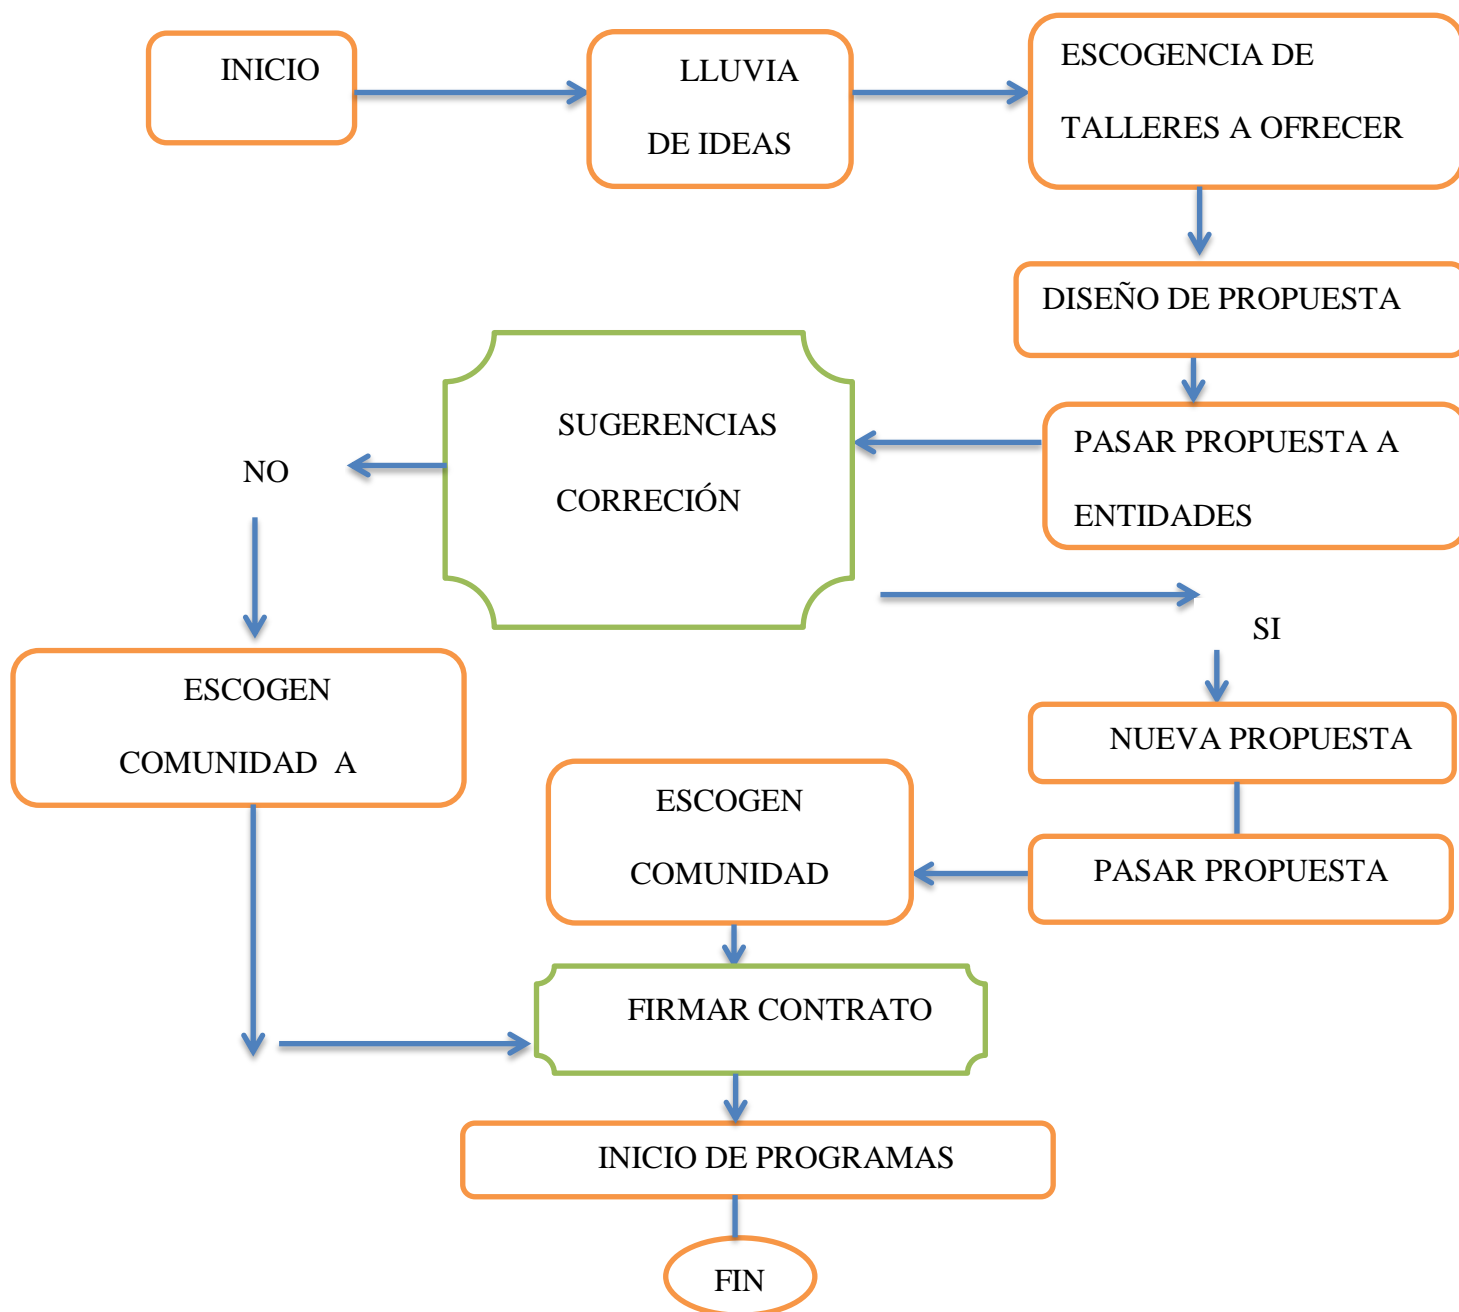 INICIO
LLUVIA
DE IDEAS
ESCOGENCIA DE
TALLERES A OFRECER
DISEÑO DE PROPUESTA
PASAR PROPUESTA A
ENTIDADES
SUGERENCIAS
CORRECIÓN
NO
SI
ESCOGEN
COMUNIDAD A
NUEVA PROPUESTA
PASAR PROPUESTA
ESCOGEN
COMUNIDAD
FIRMAR CONTRATO
INICIO DE PROGRAMAS
FIN